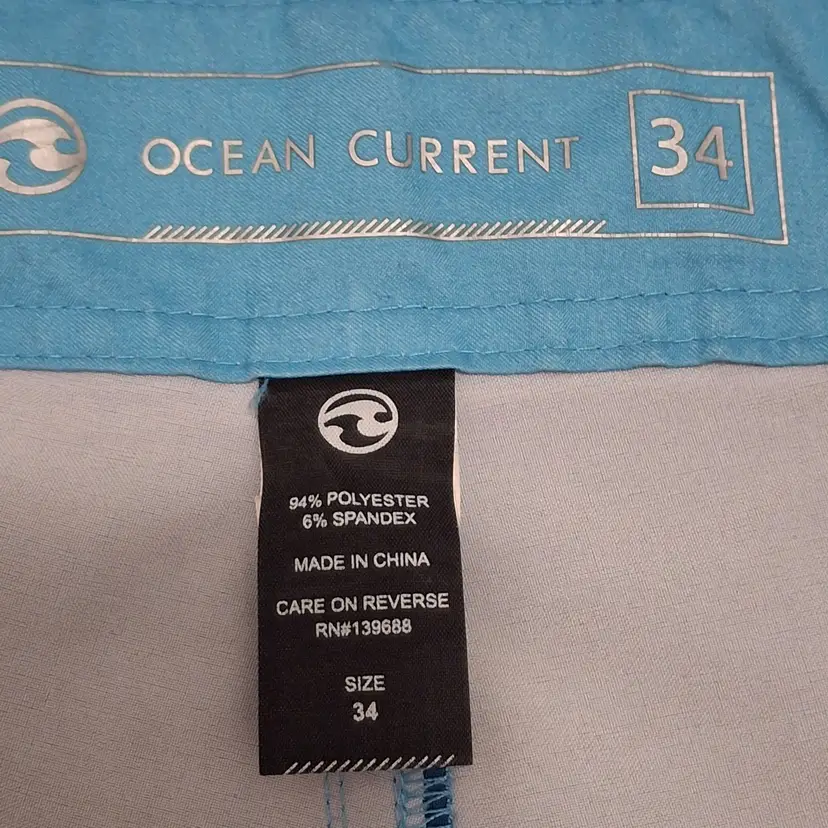 OCEAN CURRENT 34
94% POLYESTER
6% SPANDEX
MADE IN CHINA
CARE ON REVERSE
RN#139688
SIZE
34